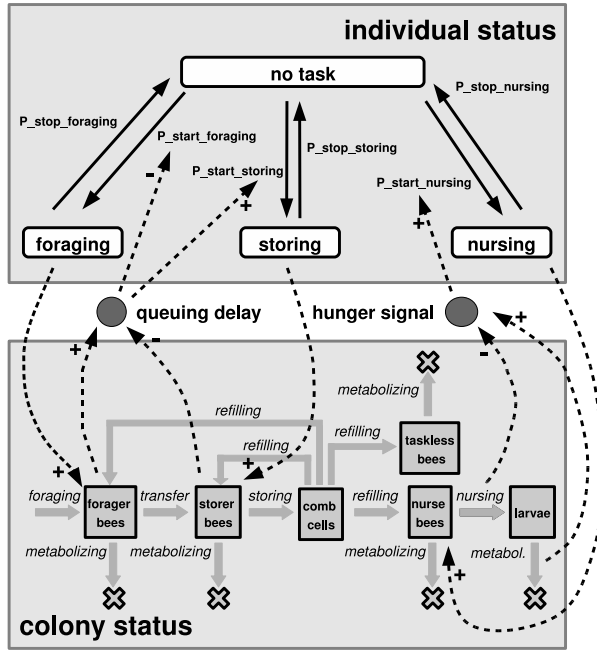 individual status
no task
P_stop_foraging
P_stop_nursing
P_start_foraging
P_stop_storing
P_start_storing
P_start_nursing
-
+
+
foraging
storing
nursing
queuing delay
hunger signal
+
+
-
-
metabolizing
refilling
refilling
refilling
taskless
bees
+
+
foraging
transfer
storing
refilling
nursing
forager
bees
storer
bees
comb
cells
nurse
bees
larvae
metabolizing
metabolizing
metabolizing
metabol.
+
colony status